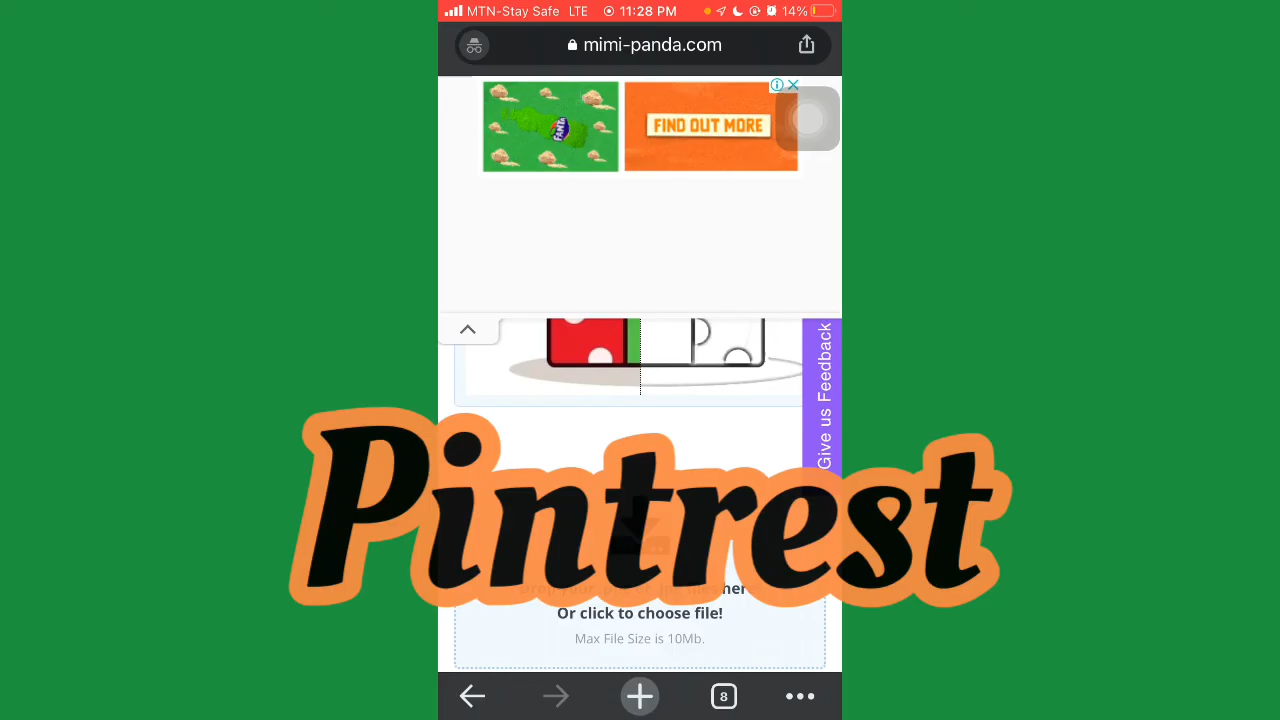 MTN-Stay Safe LTE 11:28 PM 14%
mimi-panda.com
FANTA
FIND OUT MORE
Give us Feedback
Pintrest
Or click to choose file!
Max File Size is 10Mb.
8